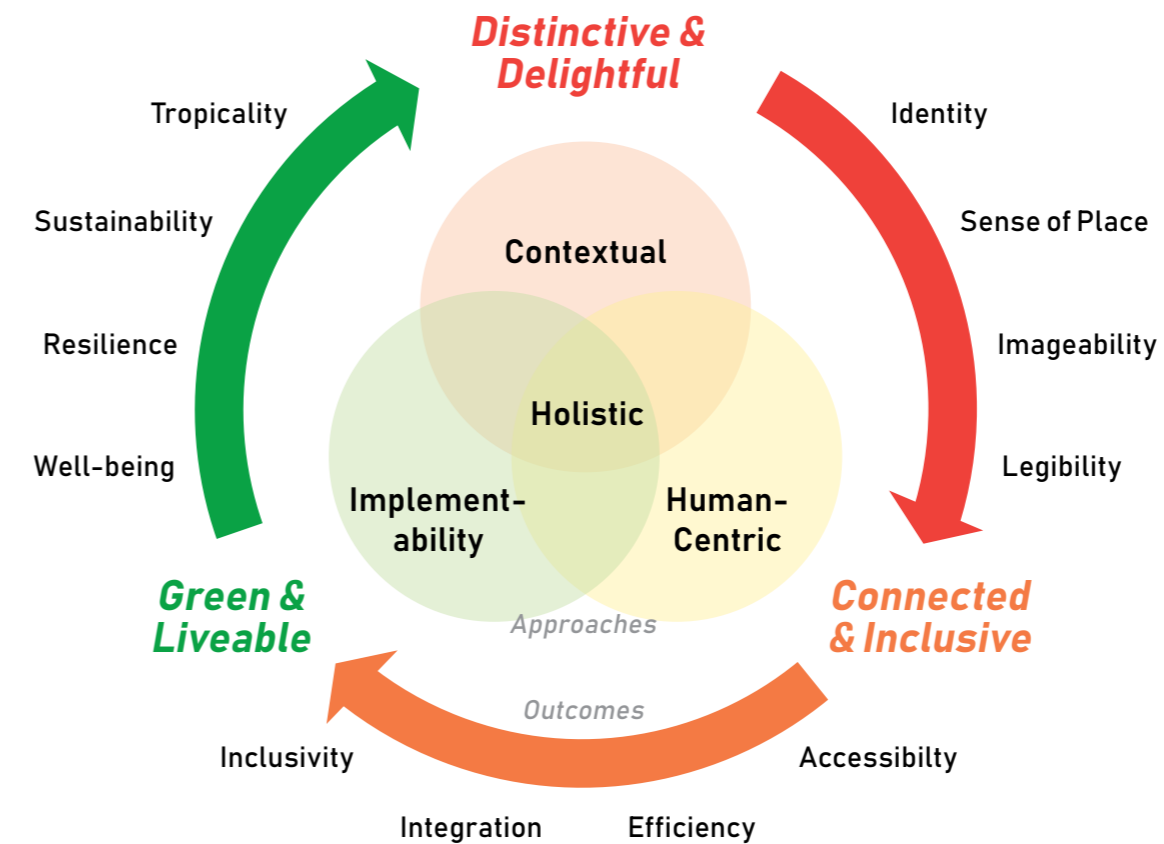 Distinctive &
Delightful
Tropicality
Identity
Sustainability
Sense of Place
Contextual
Resilience
Imageability
Holistic
Well-being
Legibility
Implement-
ability
Human-
Centric
Green &
Liveable
Connected
& Inclusive
Approaches
Outcomes
Inclusivity
Accessibilty
Integration
Efficiency